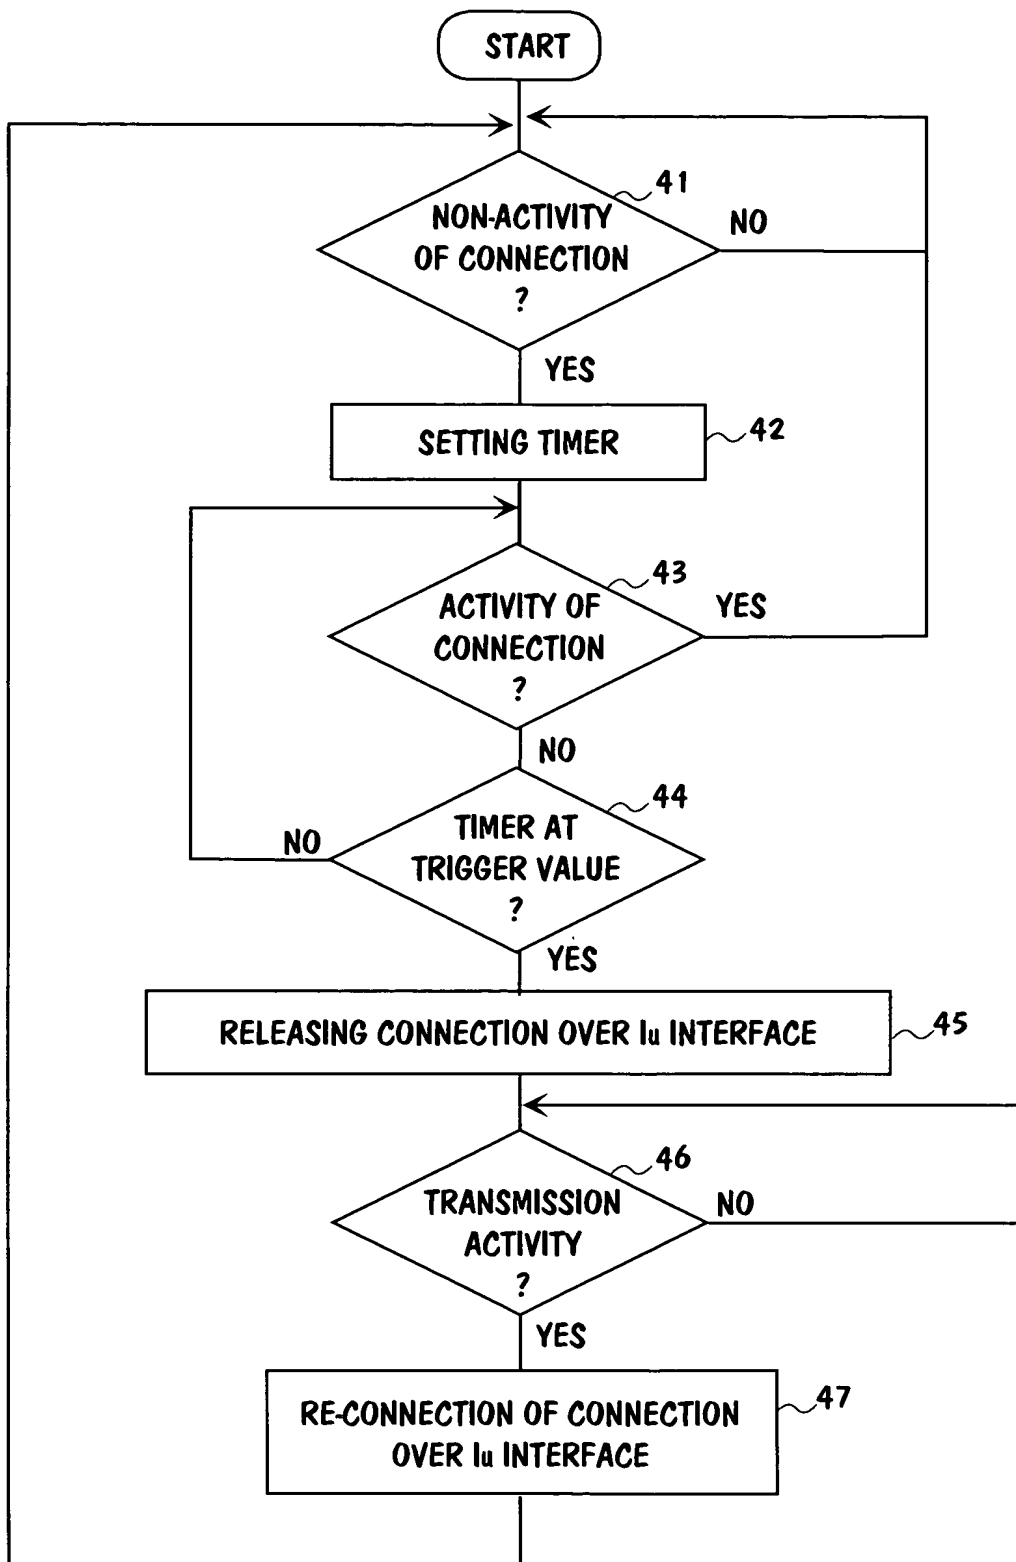 START
41
NON-ACTIVITY
OF CONNECTION
?
NO
YES
SETTING TIMER
42
43
ACTIVITY OF
CONNECTION
?
YES
NO
44
TIMER AT
TRIGGER VALUE
?
NO
YES
RELEASING CONNECTION OVER Iu INTERFACE
45
46
TRANSMISSION
ACTIVITY
?
NO
YES
RE-CONNECTION OF CONNECTION
OVER Iu INTERFACE
47